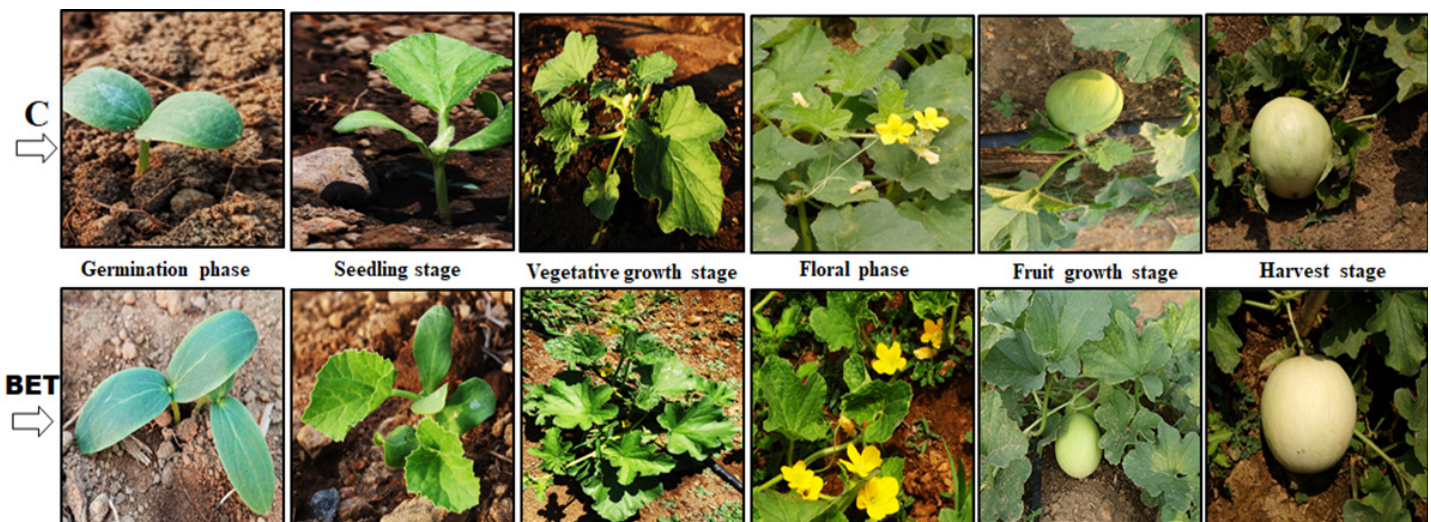 C
Germination phase
Seedling stage
Vegetative growth stage
Floral phase
Fruit growth stage
Harvest stage
BET